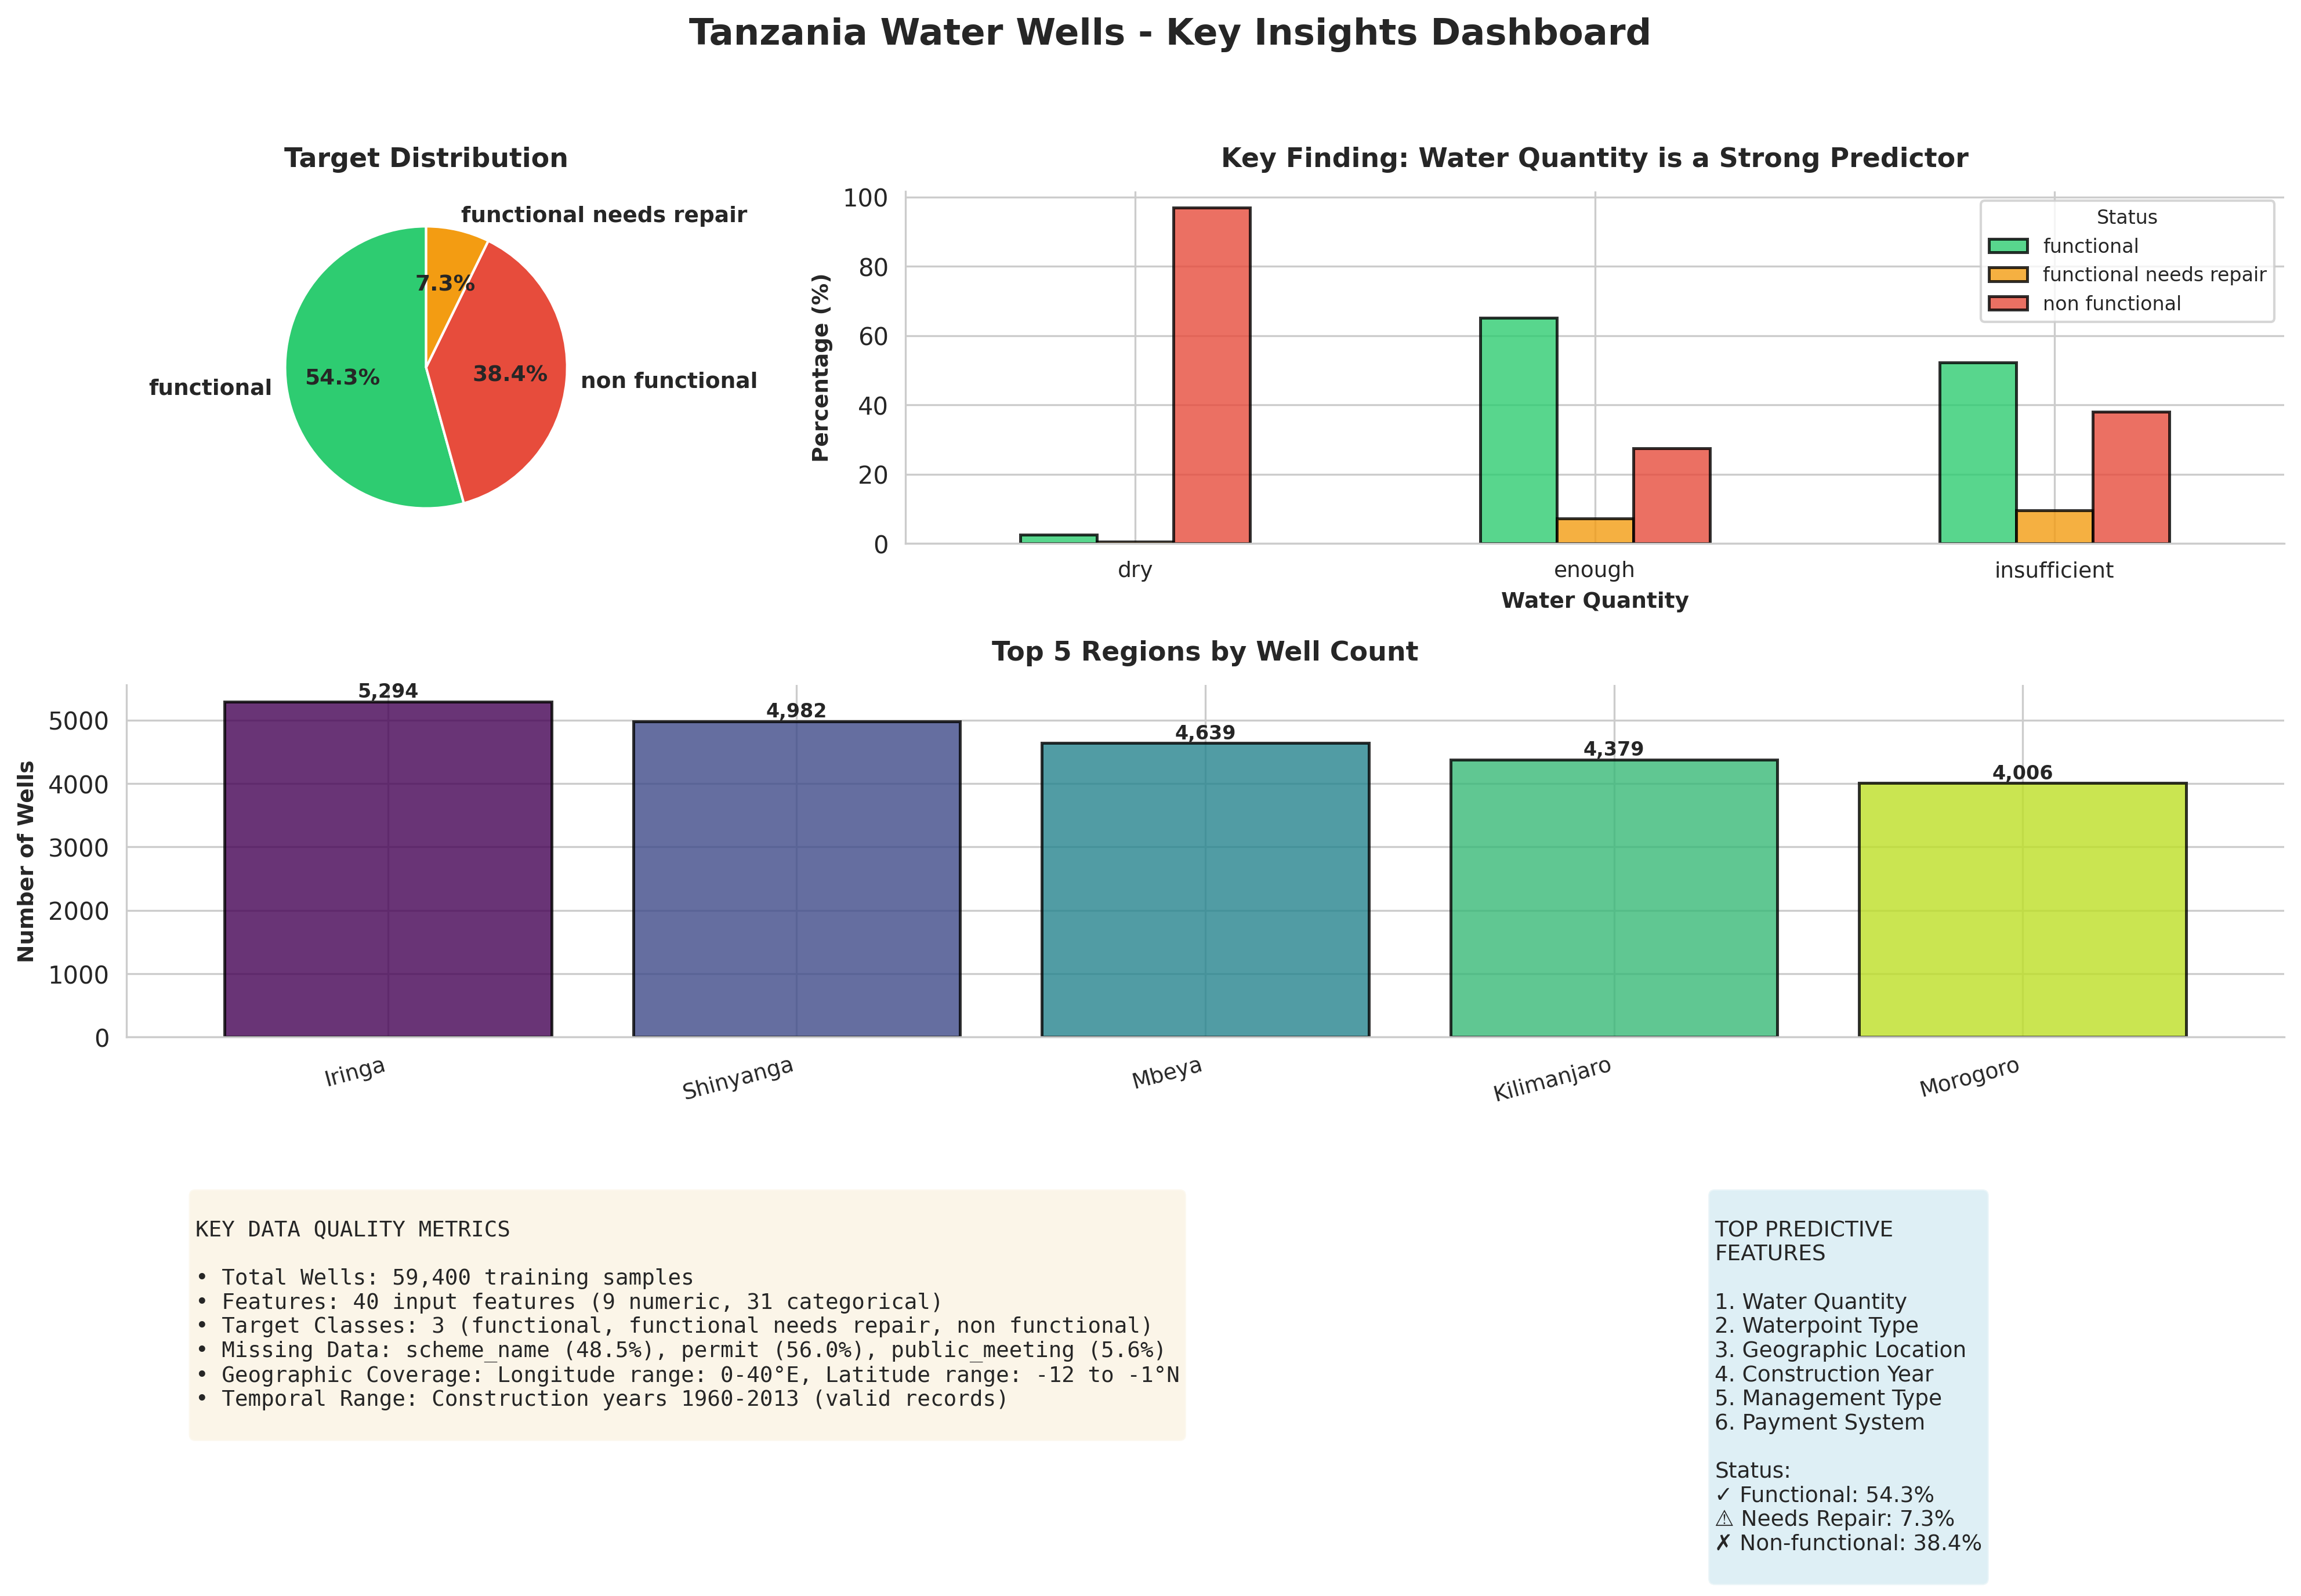 Tanzania Water Wells - Key Insights Dashboard
Target Distribution
functional needs repair
7.3%
54.3%
38.4%
functional
non functional
Key Finding: Water Quantity is a Strong Predictor
Percentage (%)
100
80
60
40
20
0
Status
functional
functional needs repair
non functional
dry
enough
insufficient
Water Quantity
Top 5 Regions by Well Count
Number of Wells
5000
4000
3000
2000
1000
0
5,294
4,982
4,639
4,379
4,006
Iringa
Shinyanga
Mbeya
Kilimanjaro
Morogoro
KEY DATA QUALITY METRICS
• Total Wells: 59,400 training samples
• Features: 40 input features (9 numeric, 31 categorical)
• Target Classes: 3 (functional, functional needs repair, non functional)
• Missing Data: scheme_name (48.5%), permit (56.0%), public_meeting (5.6%)
• Geographic Coverage: Longitude range: 0-40°E, Latitude range: -12 to -1°N
• Temporal Range: Construction years 1960-2013 (valid records)
TOP PREDICTIVE
FEATURES
1. Water Quantity
2. Waterpoint Type
3. Geographic Location
4. Construction Year
5. Management Type
6. Payment System
Status:
✓ Functional: 54.3%
⚠ Needs Repair: 7.3%
✗ Non-functional: 38.4%